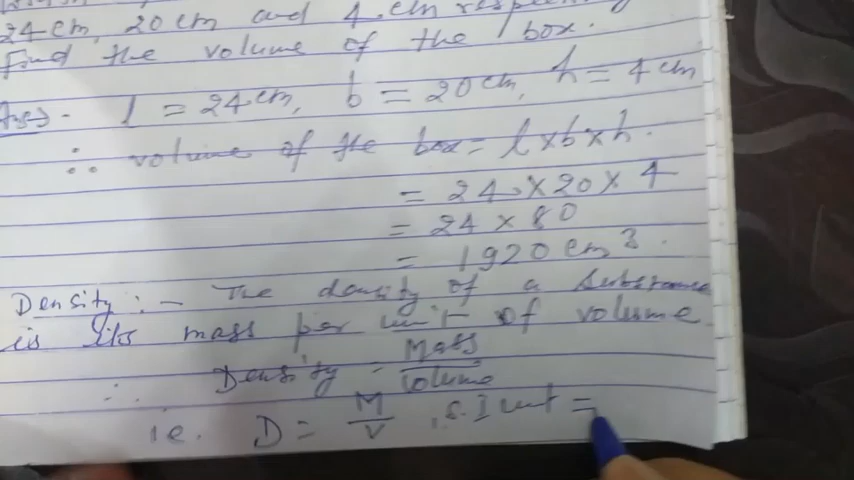 24 cm, 20 cm and 4 cm
Find the volume of the box.
Ans)- l = 24 cm, b = 20 cm, h = 4 cm
∴ volume of the box = l × b × h.
= 24 × 20 × 4
= 24 × 80
= 1920 cm³.
Density :- The density of a substance
is its mass per unit of volume
∴ Density = Mass/Volume
i.e. D = M/V , S.I unit =